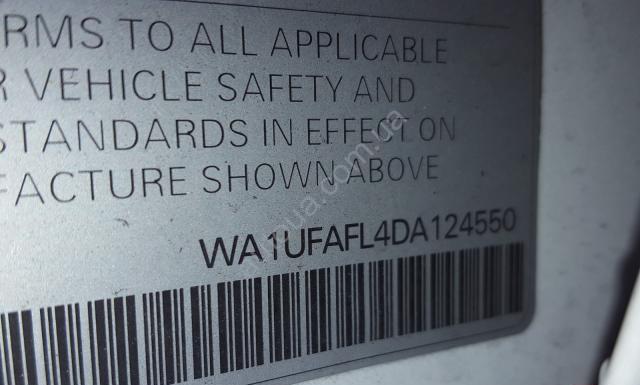 RMS TO ALL APPLICABLE
R VEHICLE SAFETY AND
STANDARDS IN EFFECT ON
FACTURE SHOWN ABOVE
WA1UFAFL4DA124550